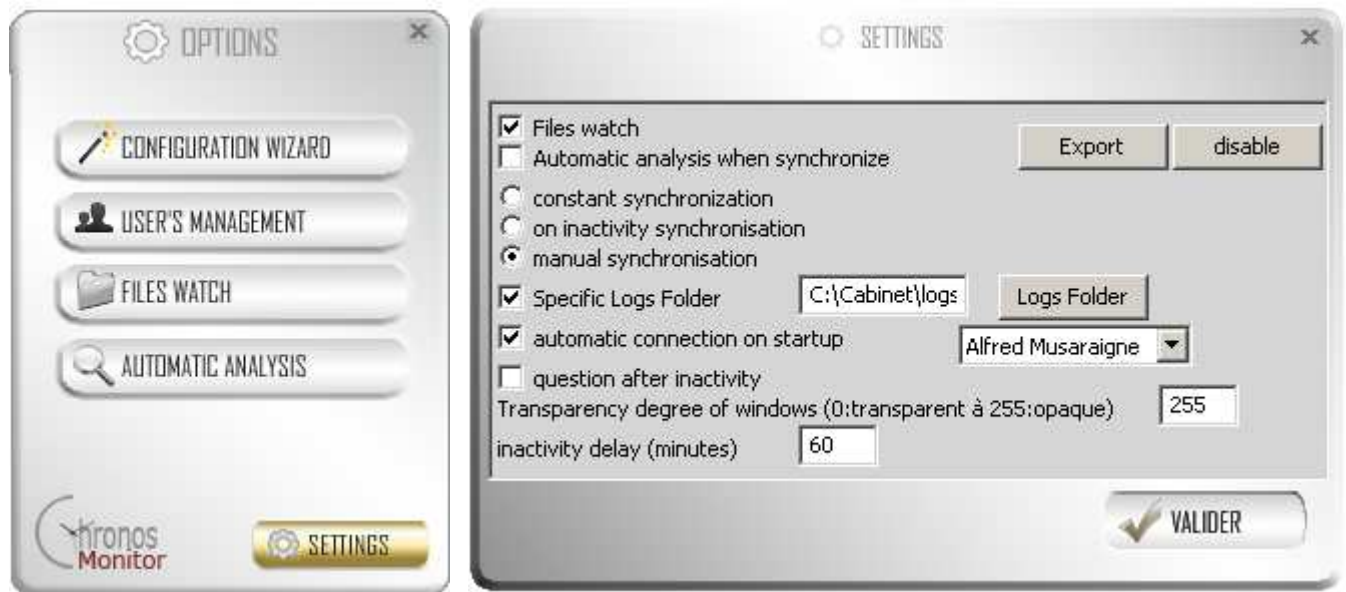 OPTIONS
CONFIGURATION WIZARD
USER'S MANAGEMENT
FILES WATCH
AUTOMATIC ANALYSIS
Kronos
Monitor
SETTINGS
SETTINGS
Files watch
Export
disable
Automatic analysis when synchronize
constant synchronization
on inactivity synchronisation
manual synchronisation
Specific Logs Folder
C:\Cabinet\logs
Logs Folder
automatic connection on startup
Alfred Musaraigne
question after inactivity
Transparency degree of windows (0:transparent à 255:opaque)
255
inactivity delay (minutes)
60
VALIDER